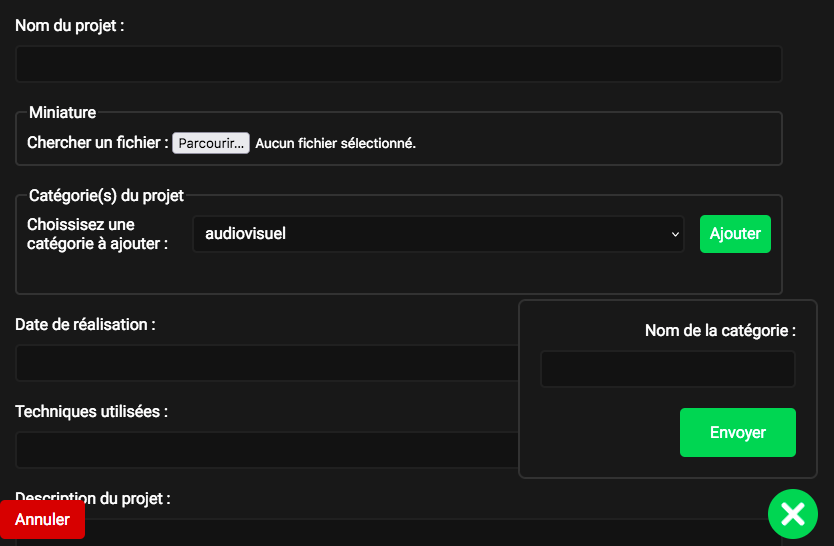 Nom du projet :
Miniature
Chercher un fichier : Parcourir... Aucun fichier sélectionné.
Catégorie(s) du projet
Choissisez une
catégorie à ajouter :
audiovisuel
Ajouter
Date de réalisation :
Nom de la catégorie :
Techniques utilisées :
Envoyer
Description du projet :
Annuler